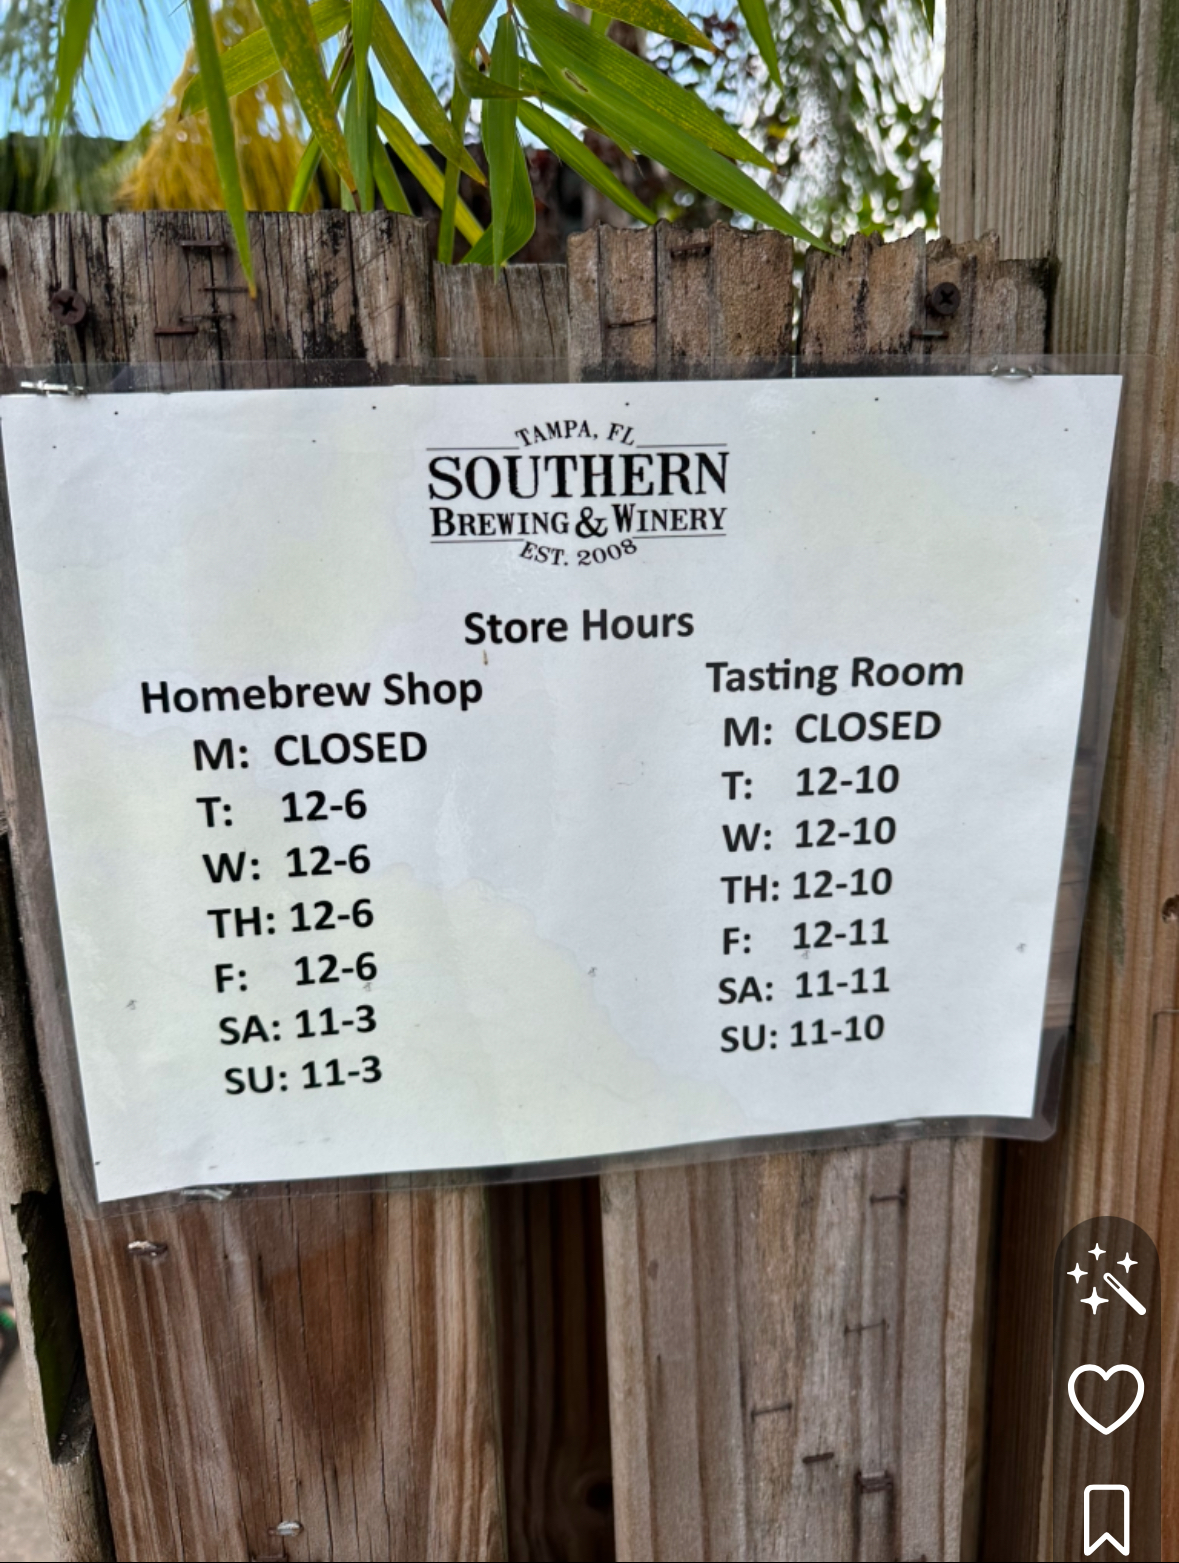 TAMPA, FL
SOUTHERN
BREWING & WINERY
EST. 2008
Store Hours
Homebrew Shop
M: CLOSED
T: 12-6
W: 12-6
TH: 12-6
F: 12-6
SA: 11-3
SU: 11-3
Tasting Room
M: CLOSED
T: 12-10
W: 12-10
TH: 12-10
F: 12-11
SA: 11-11
SU: 11-10